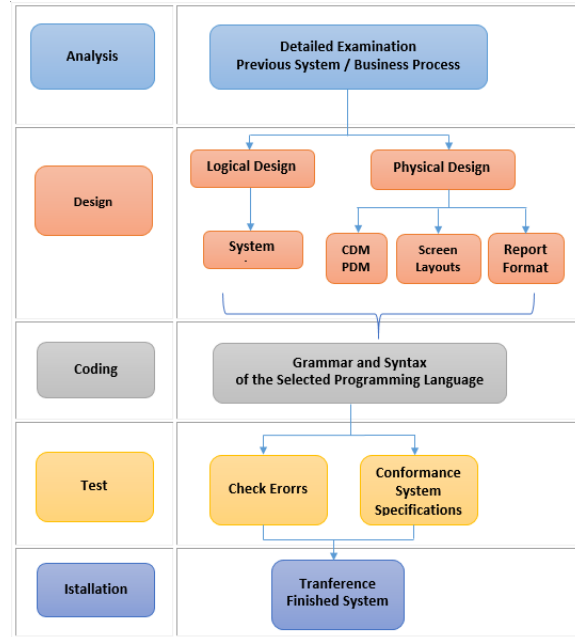 Analysis
Detailed Examination
Previous System / Business Process
Design
Logical Design
Physical Design
System
CDM
PDM
Screen
Layouts
Report
Format
Coding
Grammar and Syntax
of the Selected Programming Language
Test
Check Erorrs
Conformance
System
Specifications
Istallation
Tranference
Finished System